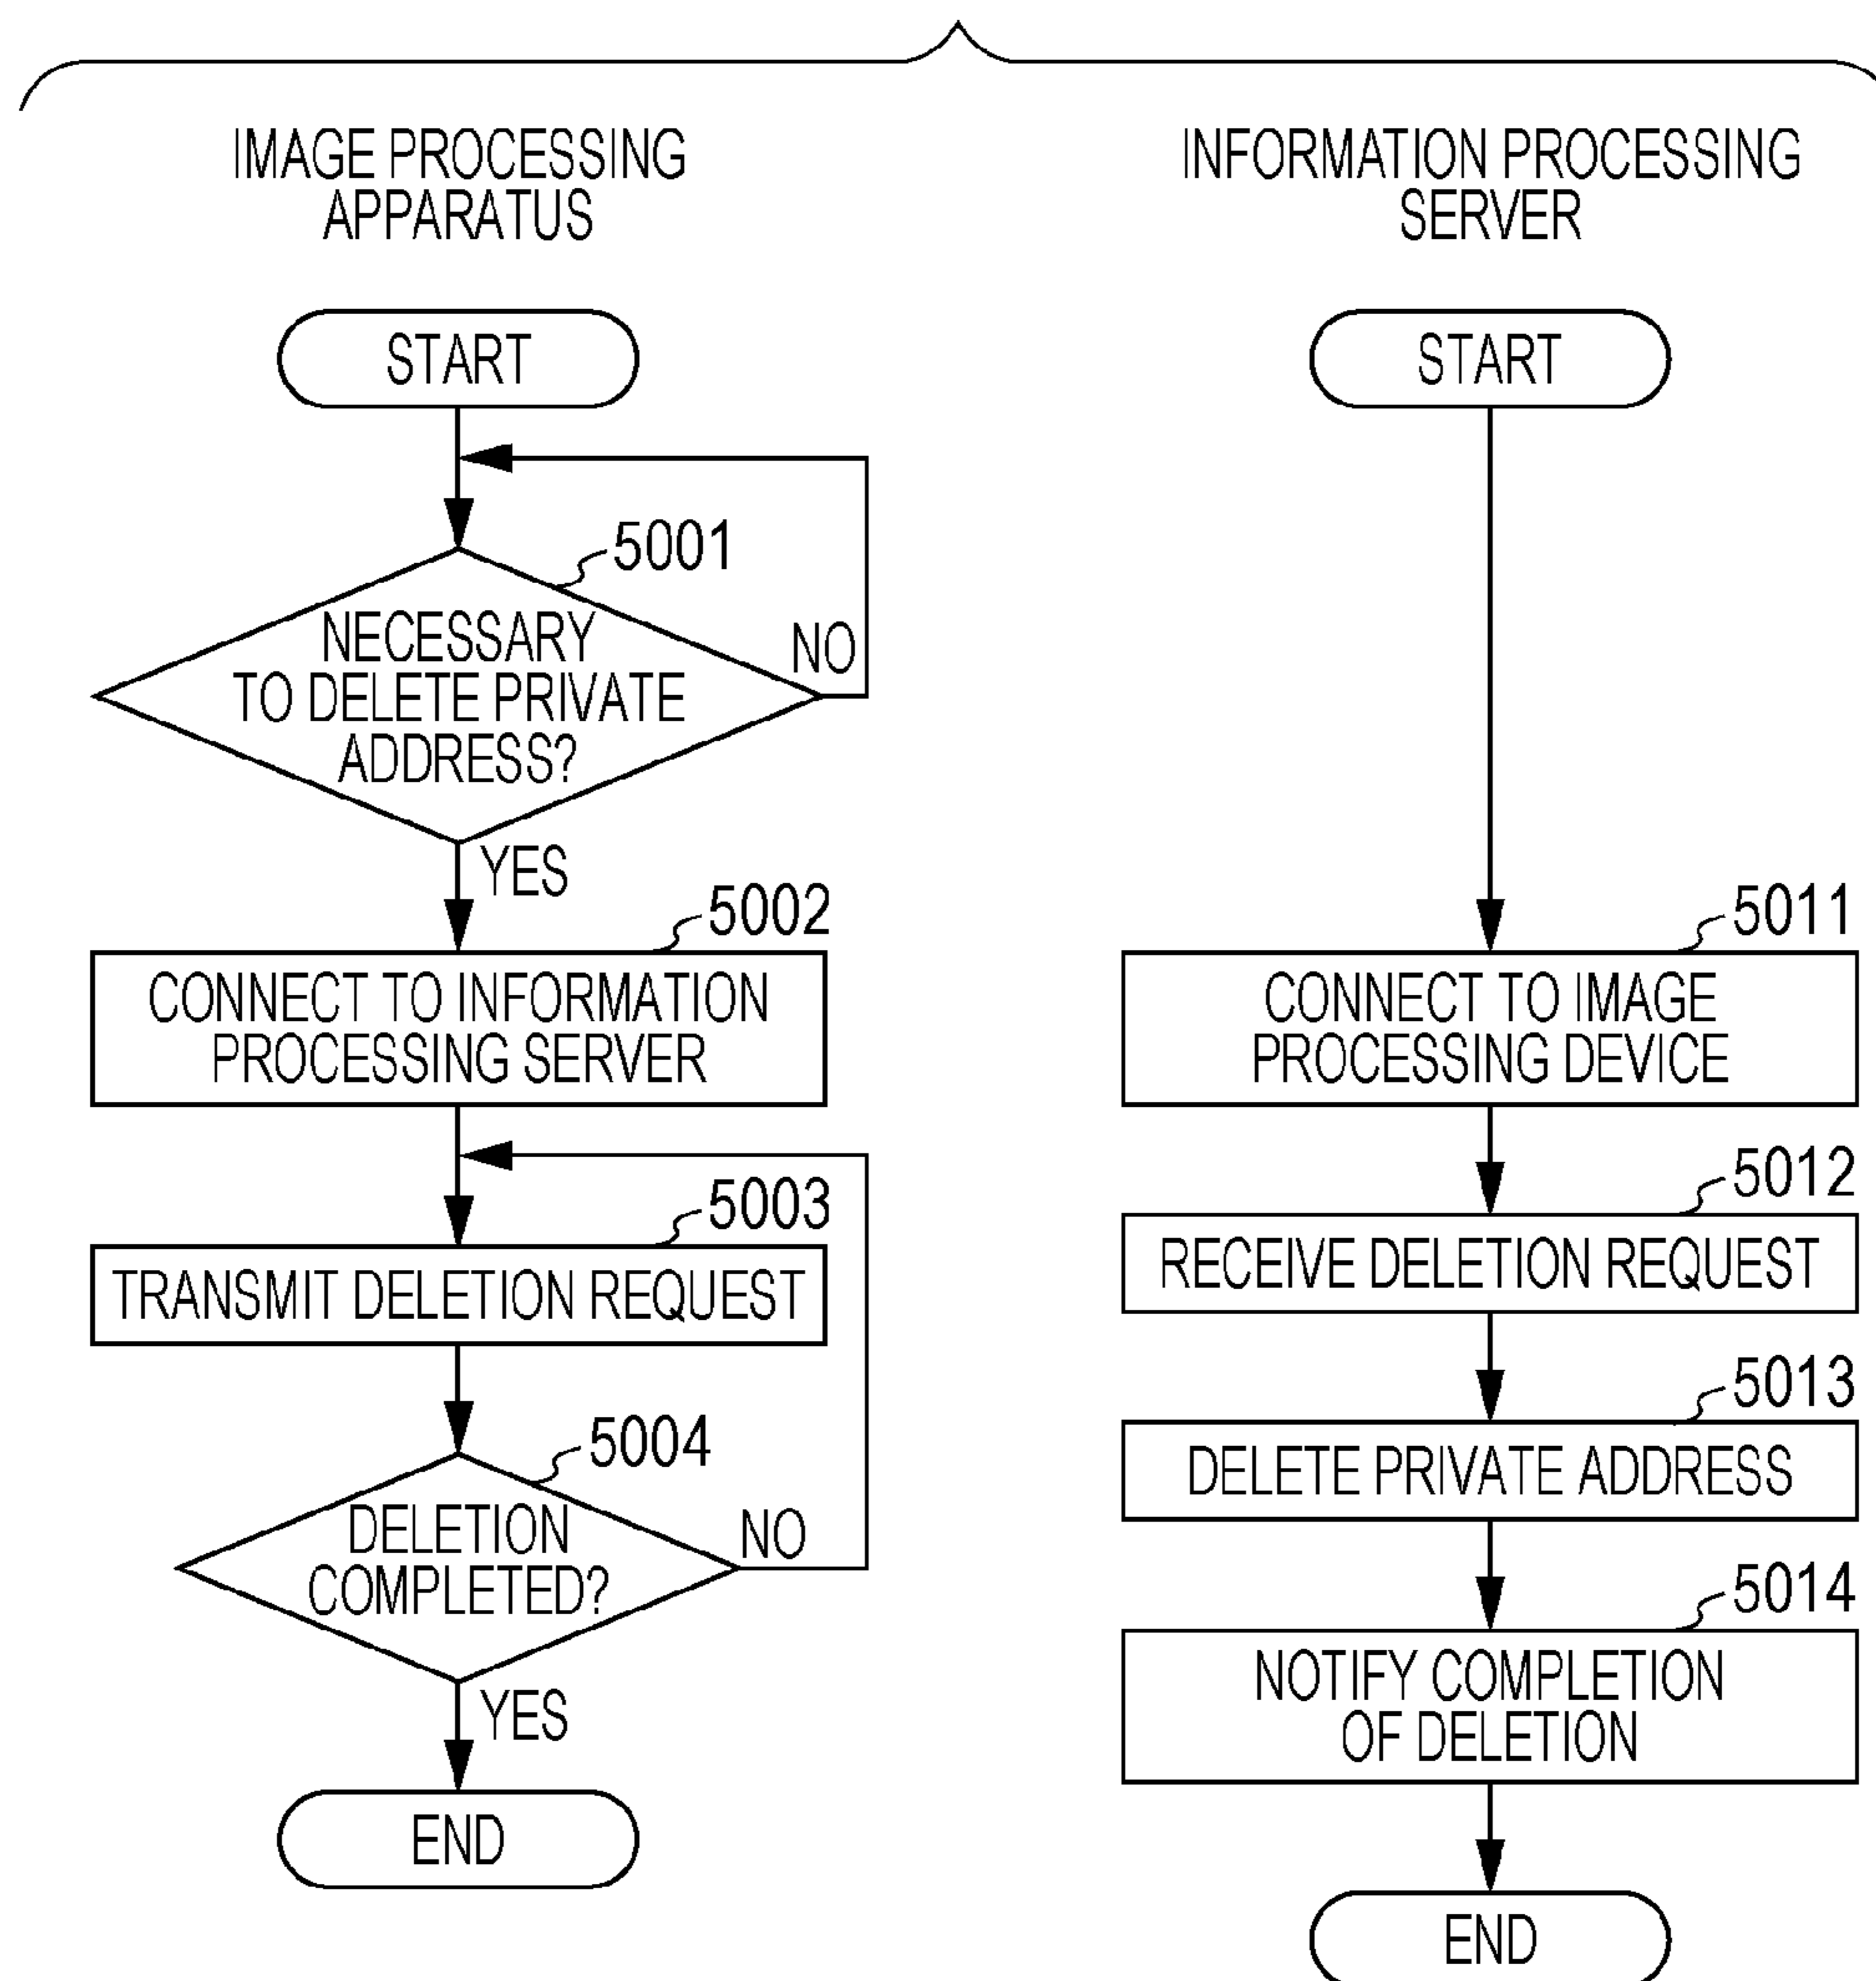 IMAGE PROCESSING
APPARATUS
START
5001
NECESSARY
TO DELETE PRIVATE
ADDRESS?
NO
YES
5002
CONNECT TO INFORMATION
PROCESSING SERVER
5003
TRANSMIT DELETION REQUEST
5004
DELETION
COMPLETED?
NO
YES
END
INFORMATION PROCESSING
SERVER
START
5011
CONNECT TO IMAGE
PROCESSING DEVICE
5012
RECEIVE DELETION REQUEST
5013
DELETE PRIVATE ADDRESS
5014
NOTIFY COMPLETION
OF DELETION
END